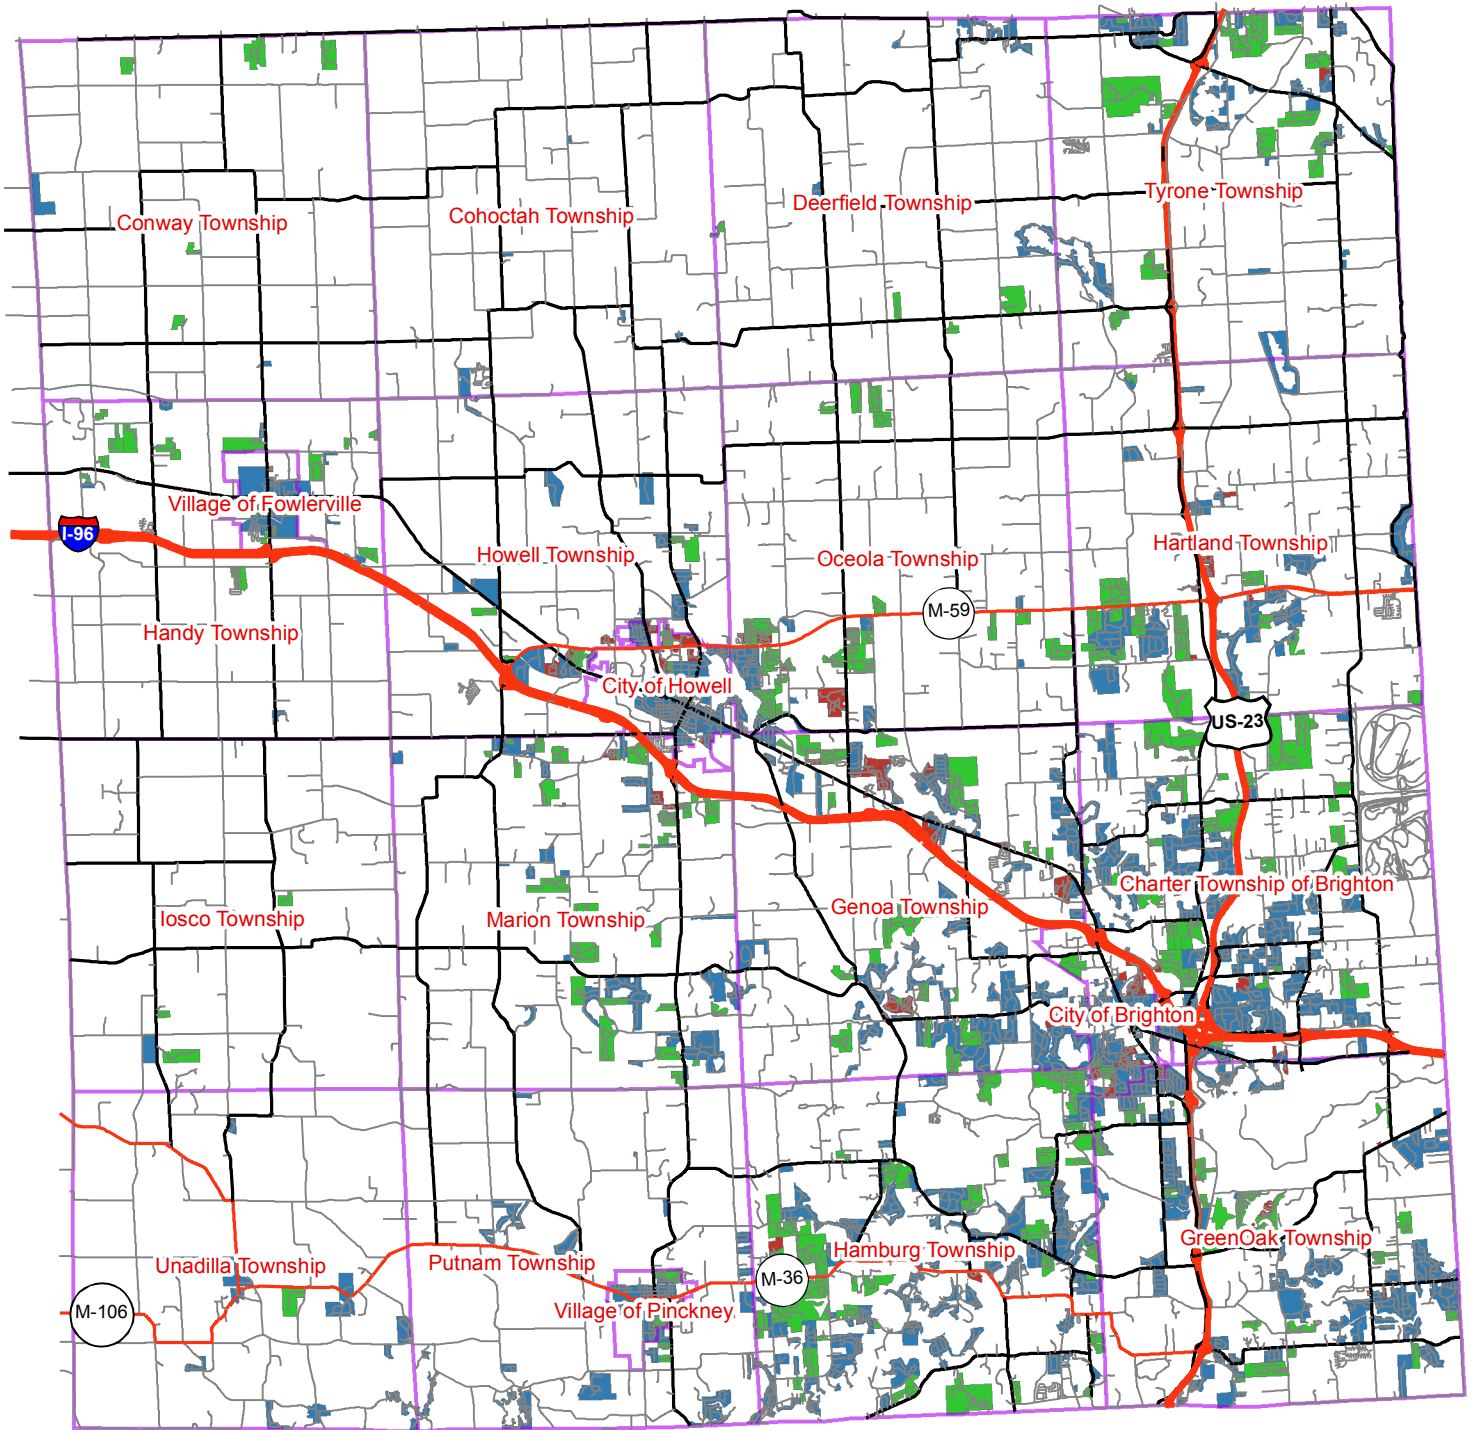 Tyrone Township
Deerfield Township
Cohoctah Township
Conway Township
Village of Fowlerville
I-96
Howell Township
Oceola Township
Hartland Township
M-59
Handy Township
City of Howell
US-23
Charter Township of Brighton
Genoa Township
Iosco Township
Marion Township
City of Brighton
GreenOak Township
Hamburg Township
Putnam Township
Unadilla Township
M-36
Village of Pinckney
M-106